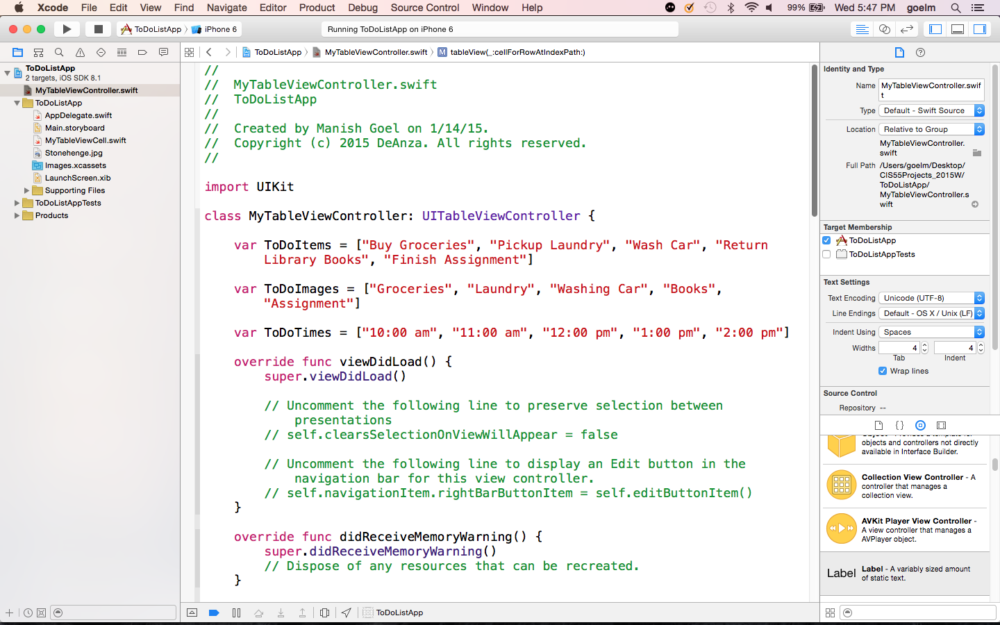 Xcode File Edit View Find Navigate Editor Product Debug Source Control Window Help 99% Wed 5:47 PM goelm
ToDoListApp iPhone 6 Running ToDoListApp on iPhone 6
ToDoListApp MyTableViewController.swift M tableView(_:cellForRowAtIndexPath:)
ToDoListApp
2 targets, iOS SDK 8.1
MyTableViewController.swift
ToDoListApp
AppDelegate.swift
Main.storyboard
MyTableViewCell.swift
Stonehenge.jpg
Images.xcassets
LaunchScreen.xib
Supporting Files
ToDoListAppTests
Products
//
// MyTableViewController.swift
// ToDoListApp
//
// Created by Manish Goel on 1/14/15.
// Copyright (c) 2015 DeAnza. All rights reserved.
//
import UIKit
class MyTableViewController: UITableViewController {
var ToDoItems = ["Buy Groceries", "Pickup Laundry", "Wash Car", "Return
Library Books", "Finish Assignment"]
var ToDoImages = ["Groceries", "Laundry", "Washing Car", "Books",
"Assignment"]
var ToDoTimes = ["10:00 am", "11:00 am", "12:00 pm", "1:00 pm", "2:00 pm"]
override func viewDidLoad() {
super.viewDidLoad()
// Uncomment the following line to preserve selection between
presentations
// self.clearsSelectionOnViewWillAppear = false
// Uncomment the following line to display an Edit button in the
navigation bar for this view controller.
// self.navigationItem.rightBarButtonItem = self.editButtonItem()
}
override func didReceiveMemoryWarning() {
super.didReceiveMemoryWarning()
// Dispose of any resources that can be recreated.
}
ToDoListApp
Identity and Type
Name MyTableViewController.swif
t
Type Default - Swift Source
Location Relative to Group
MyTableViewController.
swift
Full Path /Users/goelm/Desktop/
CIS55Projects_2015W/
ToDoListApp/
MyTableViewController.s
wift
Target Membership
ToDoListApp
ToDoListAppTests
Text Settings
Text Encoding Unicode (UTF-8)
Line Endings Default - OS X / Unix (LF)
Indent Using Spaces
Widths 4 4
Tab Indent
Wrap lines
Source Control
Repository --
{}
objects and controllers not directly
available in Interface Builder.
Collection View Controller - A
controller that manages a
collection view.
AVKit Player View Controller -
A view controller that manages a
AVPlayer object.
Label Label - A variably sized amount
of static text.